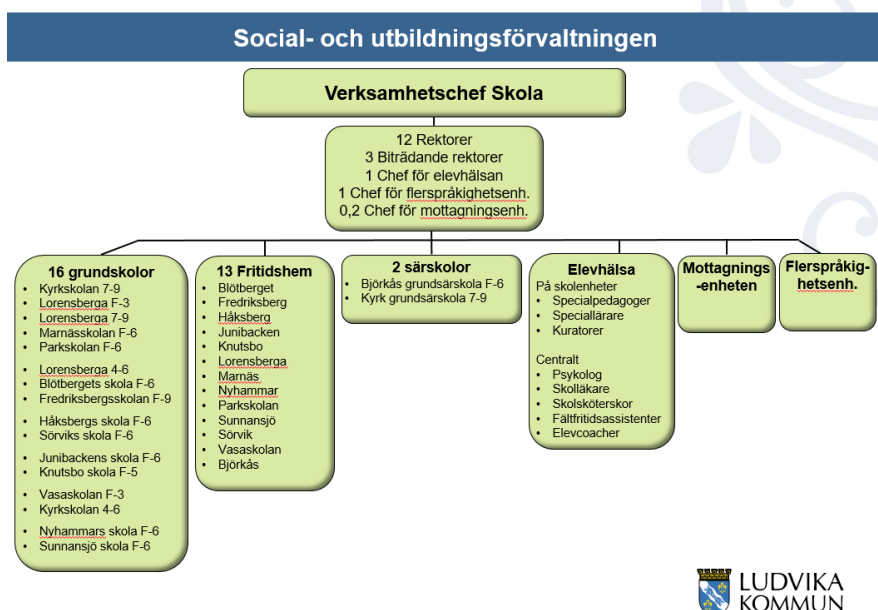 Social- och utbildningsförvaltningen
Verksamhetschef Skola
12 Rektorer
3 Biträdande rektorer
1 Chef för elevhälsan
1 Chef för flerspråkighetsenh.
0,2 Chef för mottagningsenh.
16 grundskolor
• Kyrkskolan 7-9
• Lorensberga F-3
• Lorensberga 7-9
• Marnässkolan F-6
• Parkskolan F-6
• Lorensberga 4-6
• Blötbergets skola F-6
• Fredriksbergsskolan F-9
• Håksbergs skola F-6
• Sörviks skola F-6
• Junibackens skola F-6
• Knutsbo skola F-5
• Vasaskolan F-3
• Kyrkskolan 4-6
• Nyhammars skola F-6
• Sunnansjö skola F-6
13 Fritidshem
• Blötberget
• Fredriksberg
• Håksberg
• Junibacken
• Knutsbo
• Lorensberga
• Marnäs
• Nyhammar
• Parkskolan
• Sunnansjö
• Sörvik
• Vasaskolan
• Björkås
2 särskolor
• Björkås grundsärskola F-6
• Kyrk grundsärskola 7-9
Elevhälsa
På skolenheter
• Specialpedagoger
• Speciallärare
• Kuratorer
Centralt
• Psykolog
• Skolläkare
• Skolsköterskor
• Fältfritidsassistenter
• Elevcoacher
Mottagnings
-enheten
Flerspråkig-
hetsenh.
LUDVIKA
KOMMUN